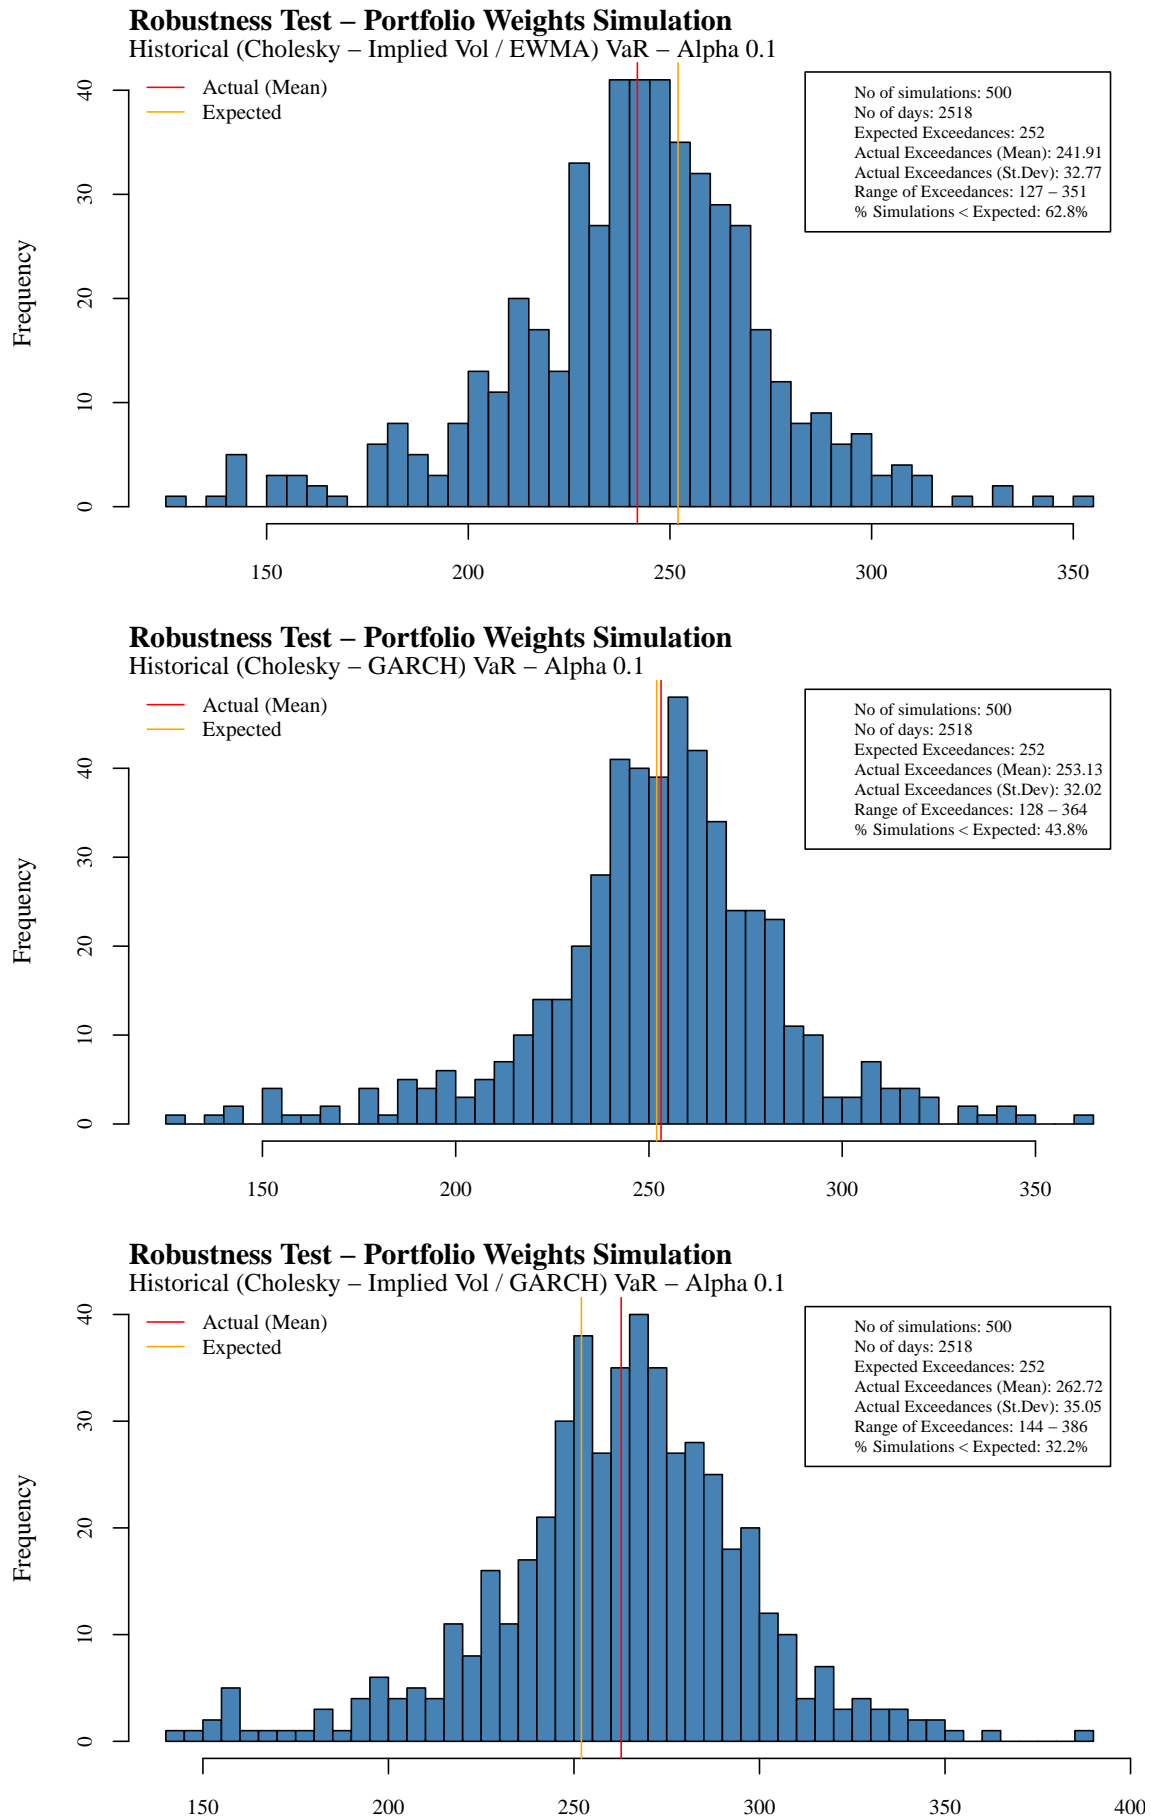 Robustness Test – Portfolio Weights Simulation
Historical (Cholesky – Implied Vol / EWMA) VaR – Alpha 0.1
Actual (Mean)
Expected
No of simulations: 500
No of days: 2518
Expected Exceedances: 252
Actual Exceedances (Mean): 241.91
Actual Exceedances (St.Dev): 32.77
Range of Exceedances: 127 – 351
% Simulations < Expected: 62.8%
Frequency
40
30
20
10
0
150 200 250 300 350
Robustness Test – Portfolio Weights Simulation
Historical (Cholesky – GARCH) VaR – Alpha 0.1
Actual (Mean)
Expected
No of simulations: 500
No of days: 2518
Expected Exceedances: 252
Actual Exceedances (Mean): 253.13
Actual Exceedances (St.Dev): 32.02
Range of Exceedances: 128 – 364
% Simulations < Expected: 43.8%
Frequency
40
30
20
10
0
150 200 250 300 350
Robustness Test – Portfolio Weights Simulation
Historical (Cholesky – Implied Vol / GARCH) VaR – Alpha 0.1
Actual (Mean)
Expected
No of simulations: 500
No of days: 2518
Expected Exceedances: 252
Actual Exceedances (Mean): 262.72
Actual Exceedances (St.Dev): 35.05
Range of Exceedances: 144 – 386
% Simulations < Expected: 32.2%
Frequency
40
30
20
10
0
150 200 250 300 350 400